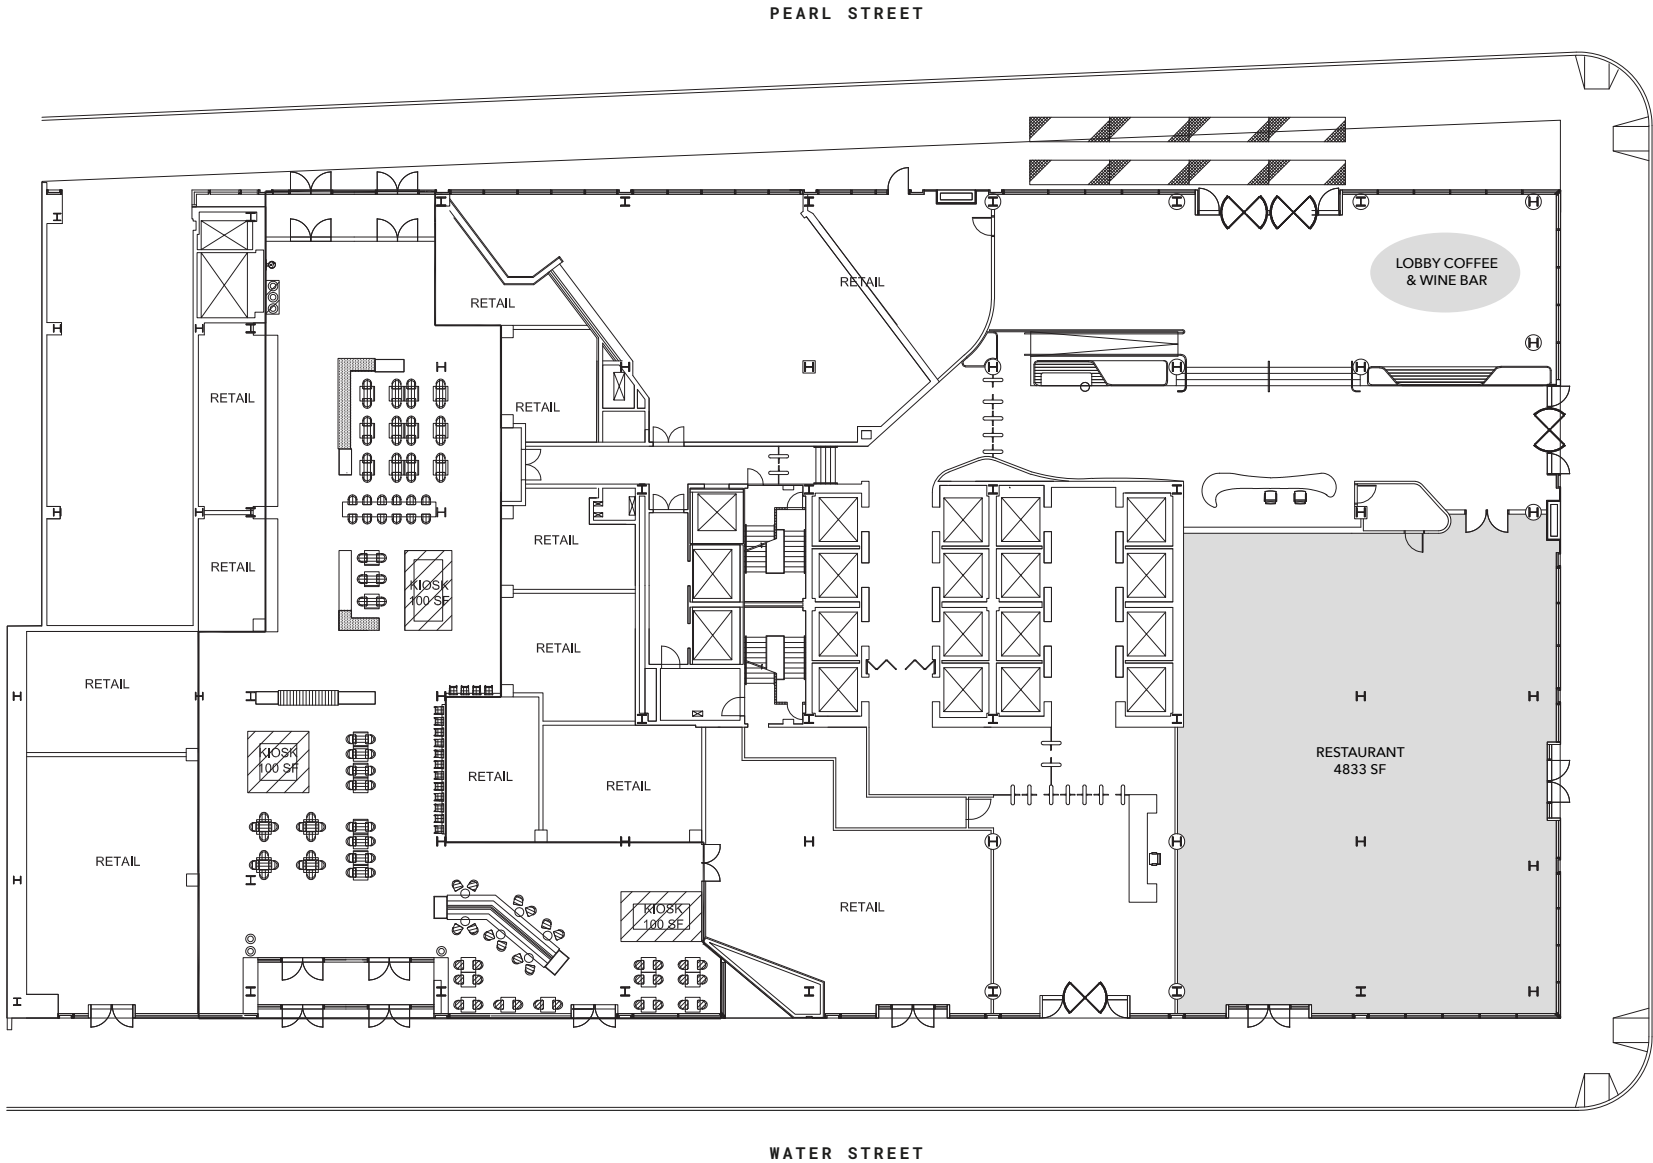 PEARL STREET
LOBBY COFFEE
& WINE BAR
RETAIL
RETAIL
RETAIL
RETAIL
RETAIL
RETAIL
KIOSK
100 SF
RETAIL
RETAIL
RETAIL
KIOSK
100 SF
RETAIL
RETAIL
RESTAURANT
4833 SF
RETAIL
KIOSK
100 SF
RETAIL
WATER STREET